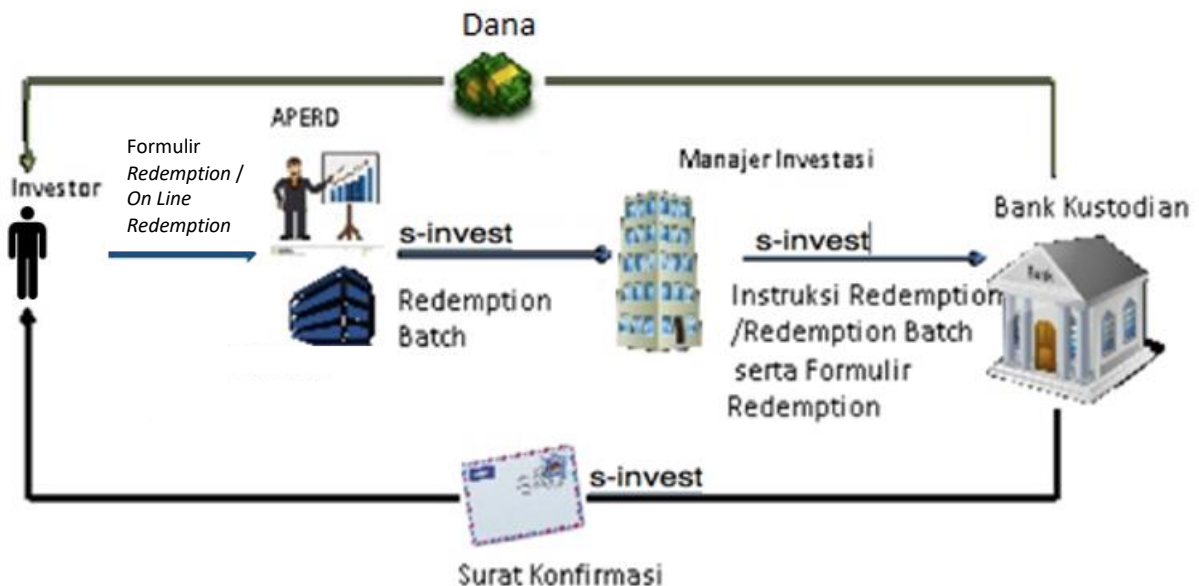 Dana
APERD
Formulir
Redemption /
On Line
Redemption
Investor
Manajer Investasi
Bank Kustodian
s-invest
s-invest
Redemption
Batch
Instruksi Redemption
/Redemption Batch
serta Formulir
Redemption
Bank
s-invest
Surat Konfirmasi